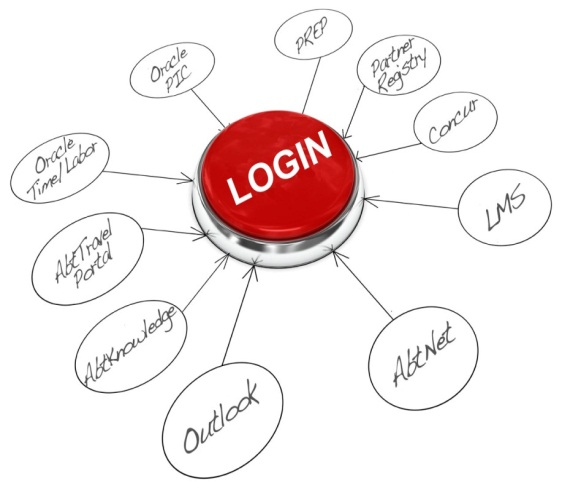 PREP
Oracle
PIC
Partner
Registry
Concur
Oracle
Time/Labor
LOGIN
LMS
AbtTravel
Portal
AbtKnowledge
AbtNet
Outlook